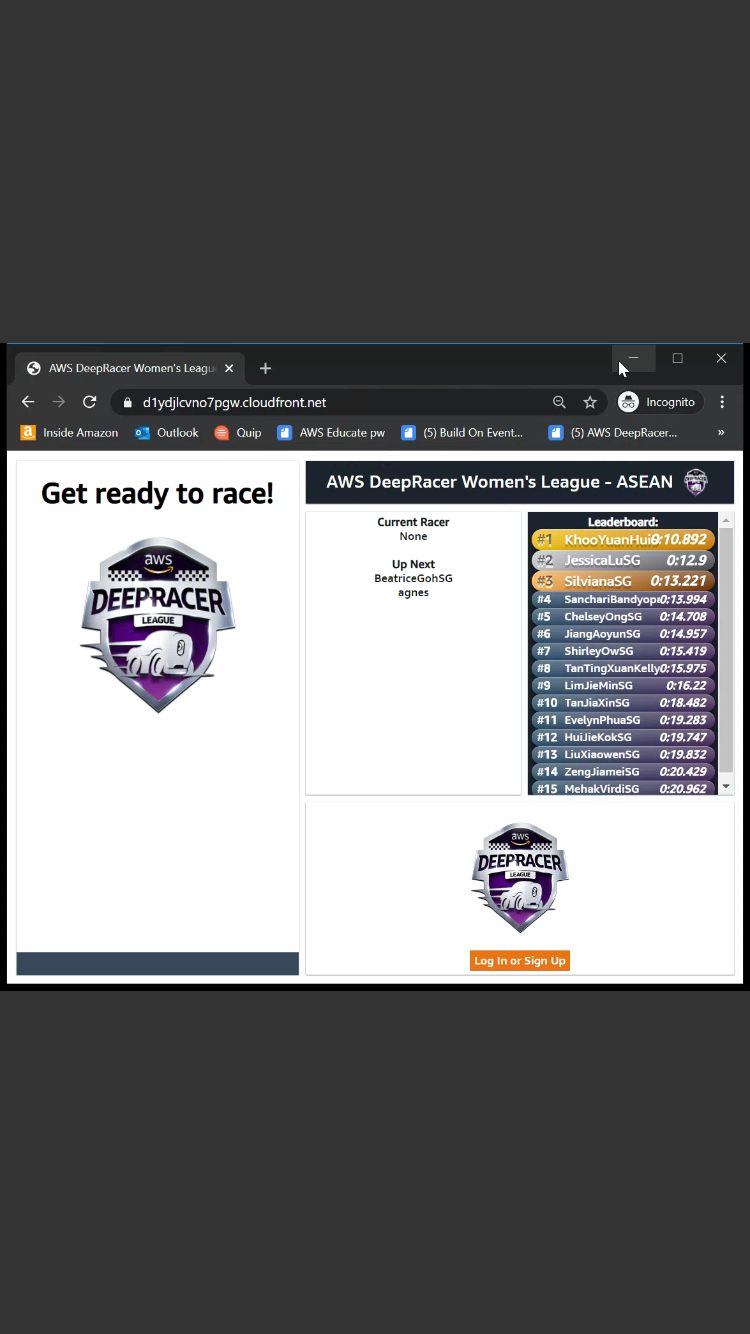 AWS DeepRacer Women's Leagu
d1ydjlcvno7pgw.cloudfront.net
Incognito
Inside Amazon
Outlook
Quip
AWS Educate pw
(5) Build On Event...
(5) AWS DeepRacer...
»
Get ready to race!
aws
DEEPRACER
LEAGUE
AWS DeepRacer Women's League - ASEAN
Current Racer
None
Up Next
BeatriceGohSG
agnes
Leaderboard:
#1 KhooYuanHui 0:10.892
#2 JessicaLuSG 0:12.9
#3 SilvianaSG 0:13.221
#4 SanchariBandyopa 0:13.994
#5 ChelseyOngSG 0:14.708
#6 JiangAoyunSG 0:14.957
#7 ShirleyOwSG 0:15.419
#8 TanTingXuanKelly 0:15.975
#9 LimJieMinSG 0:16.22
#10 TanJiaXinSG 0:18.482
#11 EvelynPhuaSG 0:19.283
#12 HuiJieKokSG 0:19.747
#13 LiuXiaowenSG 0:19.832
#14 ZengJiameiSG 0:20.429
#15 MehakVirdiSG 0:20.962
aws
DEEPRACER
LEAGUE
Log In or Sign Up